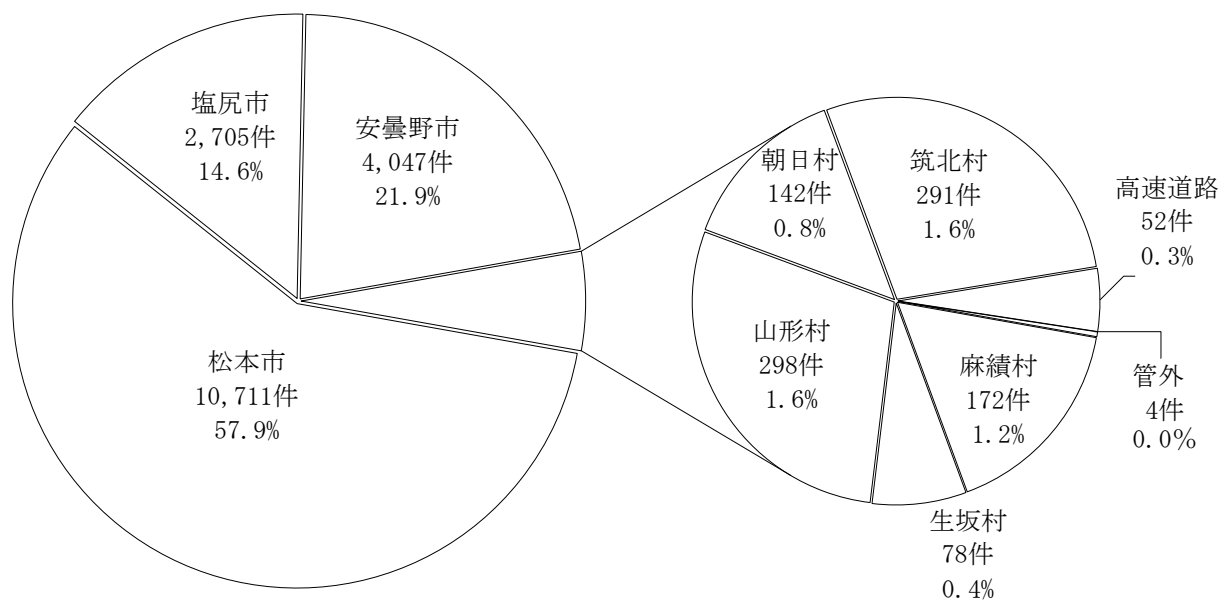 塩尻市
2,705件
14.6%
安曇野市
4,047件
21.9%
松本市
10,711件
57.9%
朝日村
142件
0.8%
筑北村
291件
1.6%
高速道路
52件
0.3%
山形村
298件
1.6%
麻績村
172件
1.2%
管外
4件
0.0%
生坂村
78件
0.4%